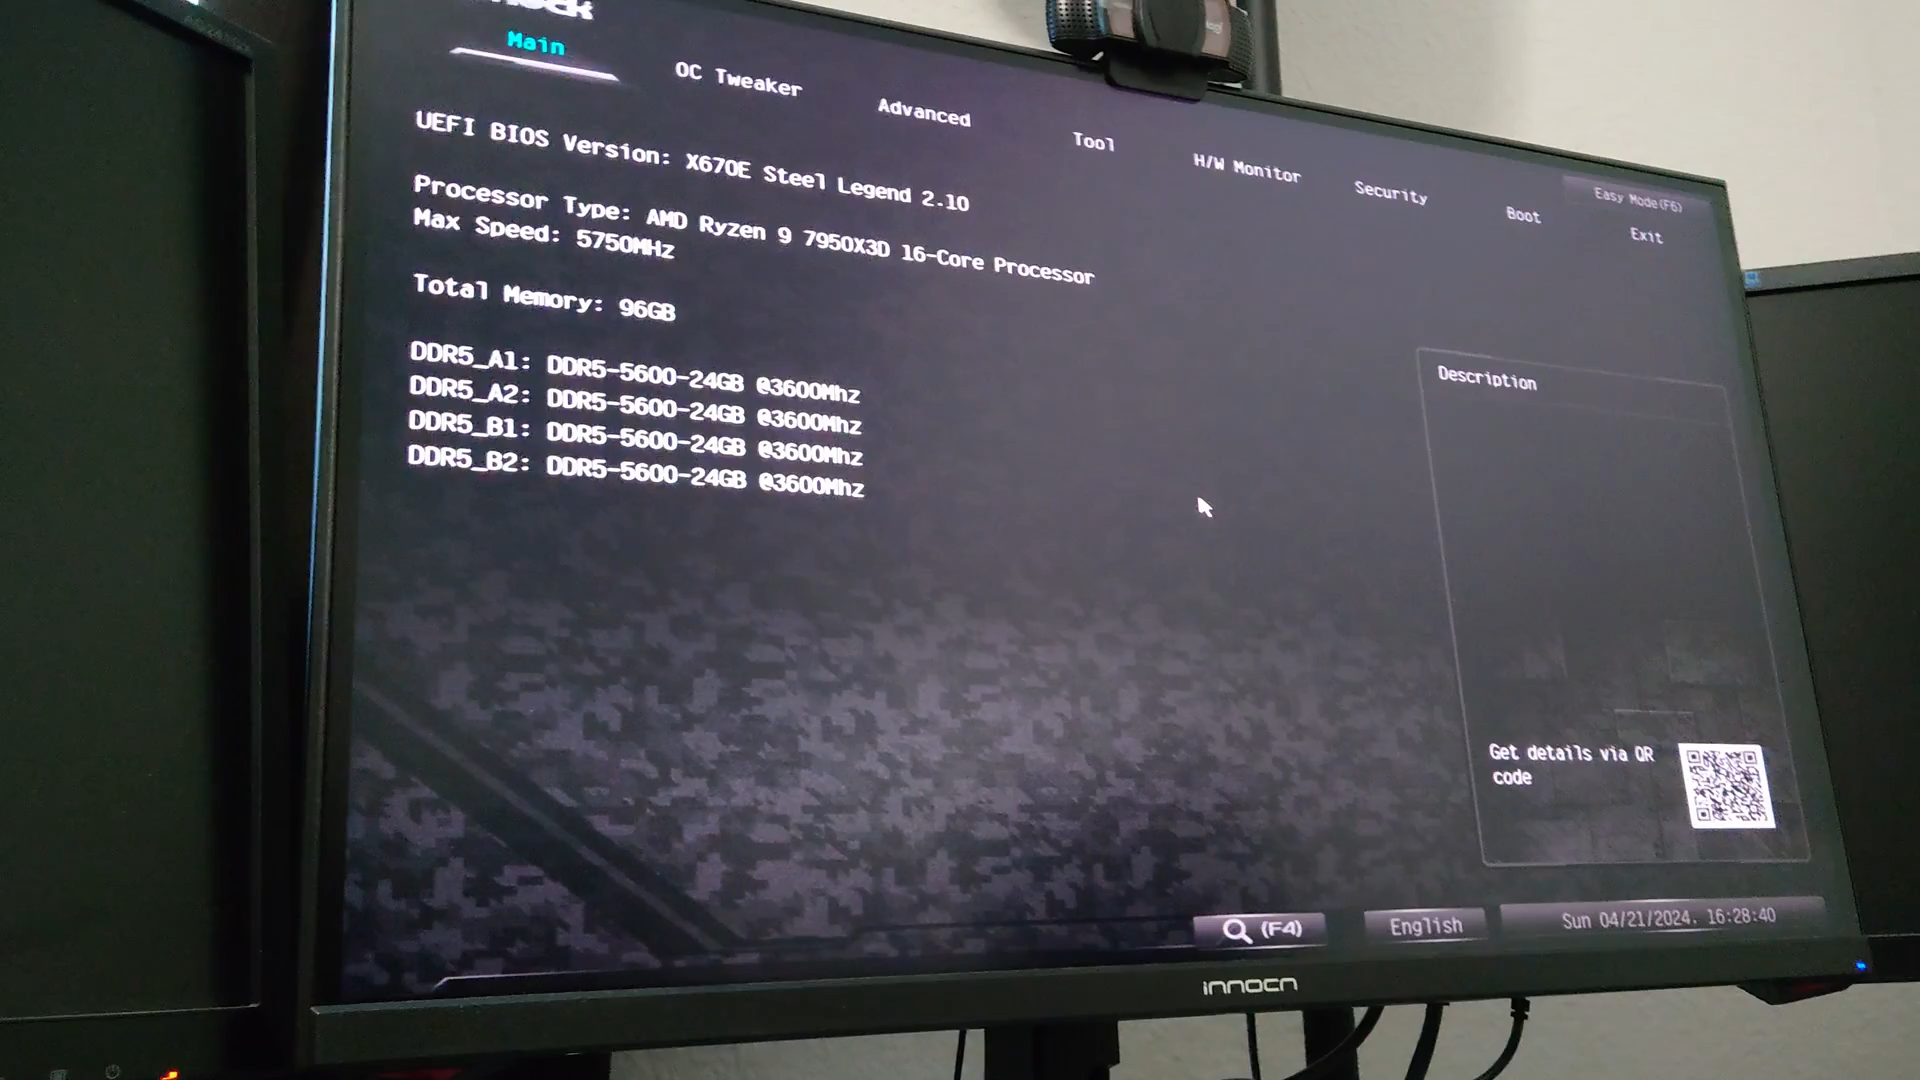 Main
OC Tweaker
Advanced
Tool
H/W Monitor
Security
Boot
Exit
Easy Mode(F6)
UEFI BIOS Version: X670E Steel Legend 2.10
Processor Type: AMD Ryzen 9 7950X3D 16-Core Processor
Max Speed: 5750MHz
Total Memory: 96GB
DDR5_A1: DDR5-5600-24GB @3600Mhz
DDR5_A2: DDR5-5600-24GB @3600Mhz
DDR5_B1: DDR5-5600-24GB @3600Mhz
DDR5_B2: DDR5-5600-24GB @3600Mhz
Description
Get details via QR
code
(F4)
English
Sun 04/21/2024. 16:28:40
innocn